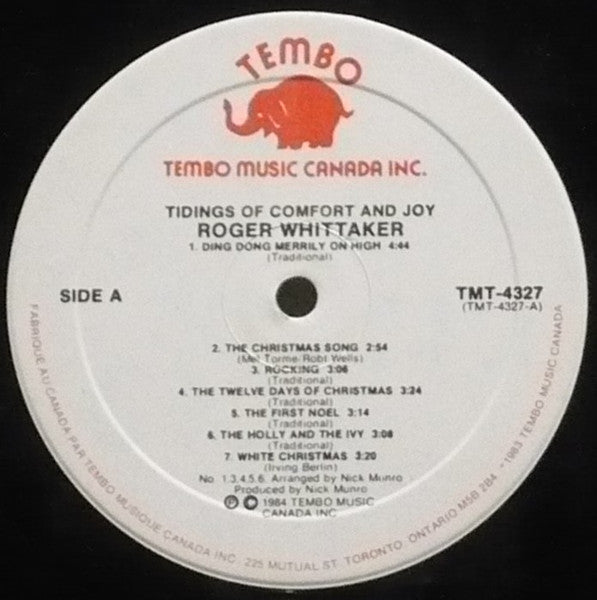 TEMBO
TEMBO MUSIC CANADA INC.
TIDINGS OF COMFORT AND JOY
ROGER WHITTAKER
1. DING DONG MERRILY ON HIGH 4:44
(Traditional)
SIDE A
TMT-4327
(TMT-4327-A)
2. THE CHRISTMAS SONG 2:54
(Mel Torme/Robt Wells)
3. ROCKING 3:06
(Traditional)
4. THE TWELVE DAYS OF CHRISTMAS 3:24
(Traditional)
5. THE FIRST NOEL 3:14
(Traditional)
6. THE HOLLY AND THE IVY 3:08
(Traditional)
7. WHITE CHRISTMAS 3:20
(Irving Berlin)
No. 1,3,4,5,6. Arranged by Nick Munro
Produced by Nick Munro
Ⓟ © 1984 TEMBO MUSIC
CANADA INC.
FABRIQUE AU CANADA PAR TEMBO MUSIQUE CANADA INC. 225 MUTUAL ST. TORONTO, ONTARIO M5B 2B4 • 1983 TEMBO MUSIC CANADA